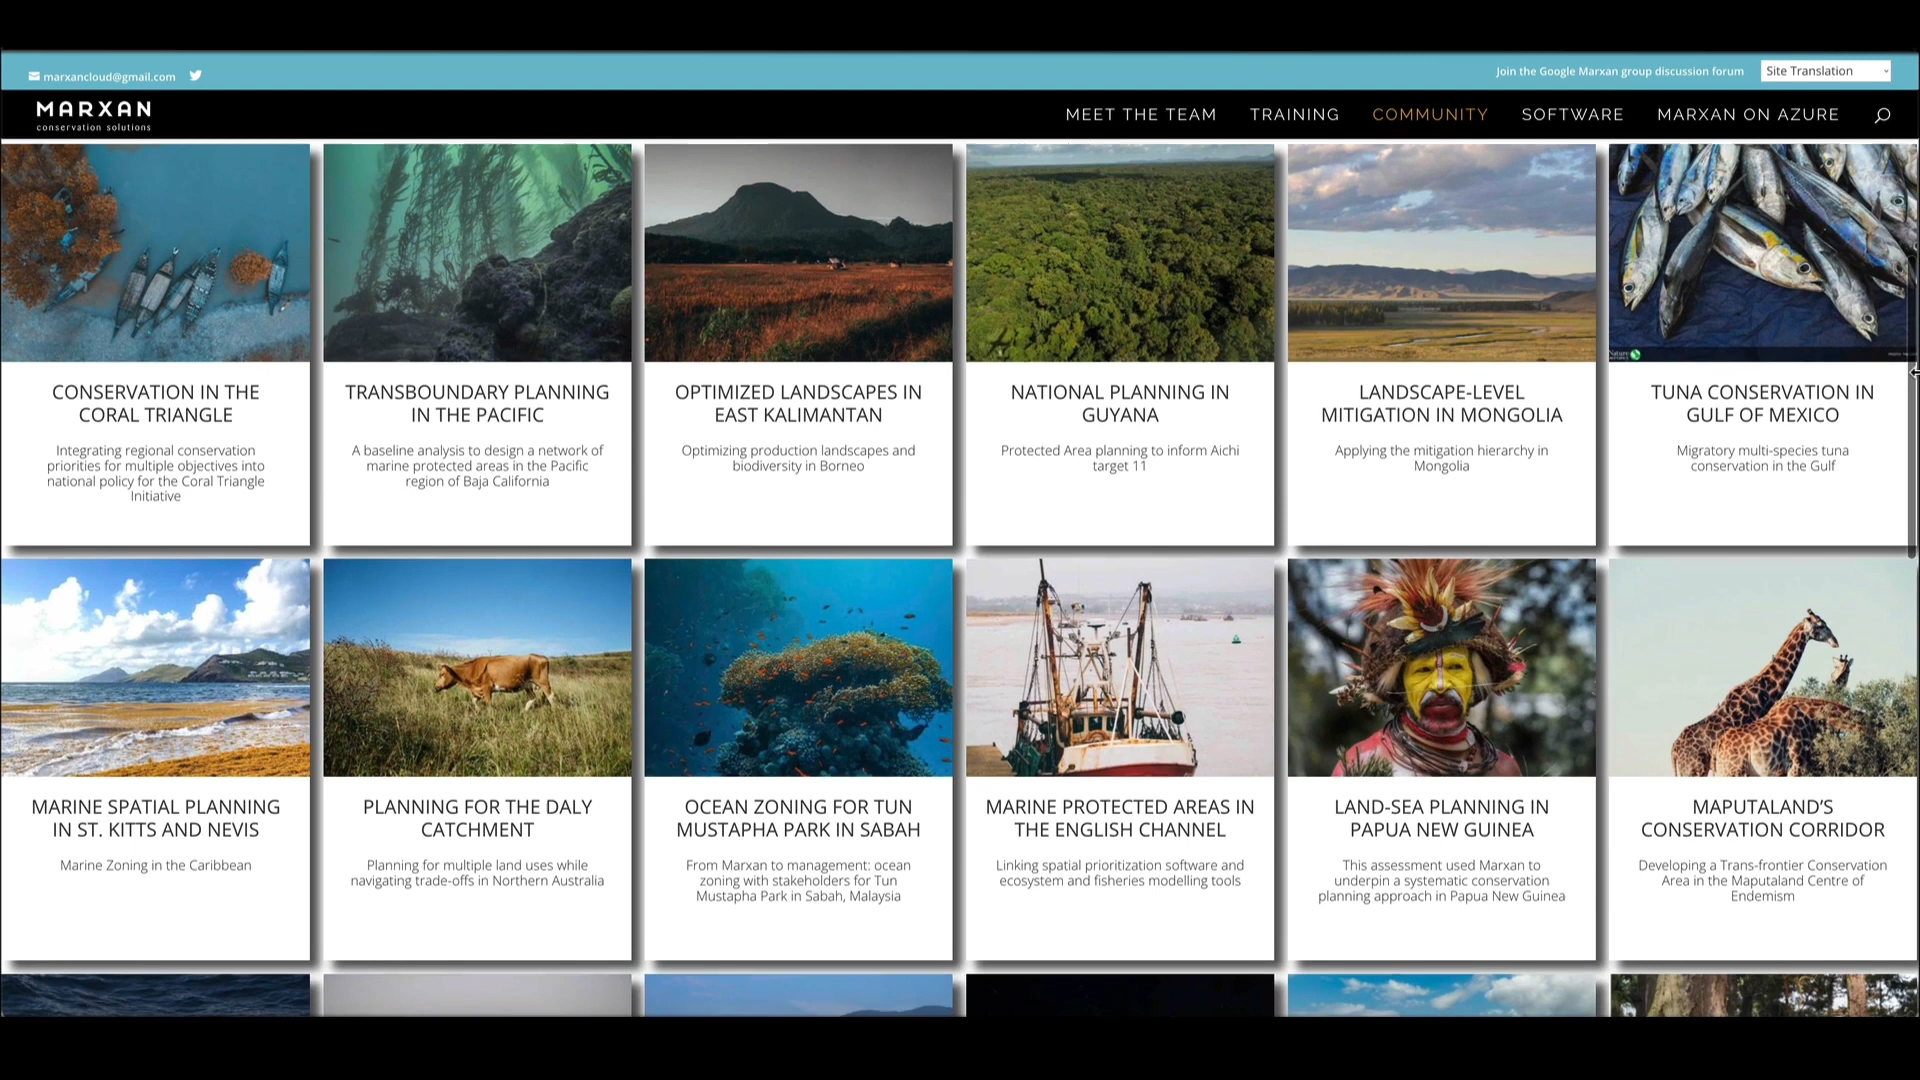 marxancloud@gmail.com
Join the Google Marxan group discussion forum
Site Translation
MARXAN
conservation solutions
MEET THE TEAM
TRAINING
COMMUNITY
SOFTWARE
MARXAN ON AZURE
CONSERVATION IN THE
CORAL TRIANGLE
Integrating regional conservation
priorities for multiple objectives into
national policy for the Coral Triangle
Initiative
TRANSBOUNDARY PLANNING
IN THE PACIFIC
A baseline analysis to design a network of
marine protected areas in the Pacific
region of Baja California
OPTIMIZED LANDSCAPES IN
EAST KALIMANTAN
Optimizing production landscapes and
biodiversity in Borneo
NATIONAL PLANNING IN
GUYANA
Protected Area planning to inform Aichi
target 11
LANDSCAPE-LEVEL
MITIGATION IN MONGOLIA
Applying the mitigation hierarchy in
Mongolia
TUNA CONSERVATION IN
GULF OF MEXICO
Migratory multi-species tuna
conservation in the Gulf
MARINE SPATIAL PLANNING
IN ST. KITTS AND NEVIS
Marine Zoning in the Caribbean
PLANNING FOR THE DALY
CATCHMENT
Planning for multiple land uses while
navigating trade-offs in Northern Australia
OCEAN ZONING FOR TUN
MUSTAPHA PARK IN SABAH
From Marxan to management: ocean
zoning with stakeholders for Tun
Mustapha Park in Sabah, Malaysia
MARINE PROTECTED AREAS IN
THE ENGLISH CHANNEL
Linking spatial prioritization software and
ecosystem and fisheries modelling tools
LAND-SEA PLANNING IN
PAPUA NEW GUINEA
This assessment used Marxan to
underpin a systematic conservation
planning approach in Papua New Guinea
MAPUTALAND'S
CONSERVATION CORRIDOR
Developing a Trans-frontier Conservation
Area in the Maputaland Centre of
Endemism